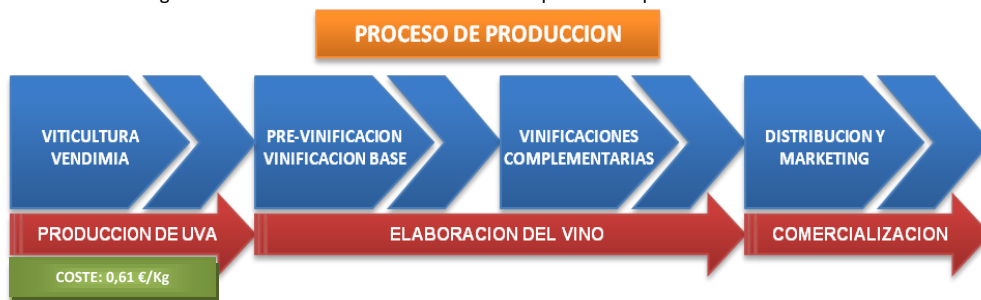 PROCESO DE PRODUCCION
VITICULTURA
VENDIMIA
PRE-VINIFICACION
VINIFICACION BASE
VINIFICACIONES
COMPLEMENTARIAS
DISTRIBUCION Y
MARKETING
PRODUCCION DE UVA
ELABORACION DEL VINO
COMERCIALIZACION
COSTE: 0,61 €/Kg